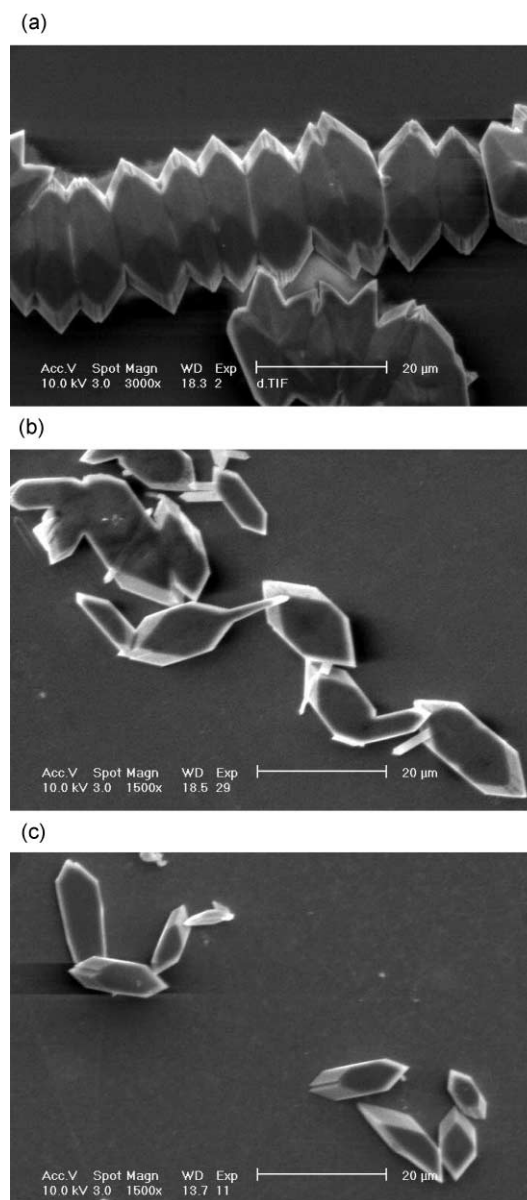 (a)
Acc.V Spot Magn WD Exp 20 µm
10.0 kV 3.0 3000x 18.3 2 d.TIF
(b)
Acc.V Spot Magn WD Exp 20 µm
10.0 kV 3.0 1500x 18.5 29
(c)
Acc.V Spot Magn WD Exp 20 µm
10.0 kV 3.0 1500x 13.7 11